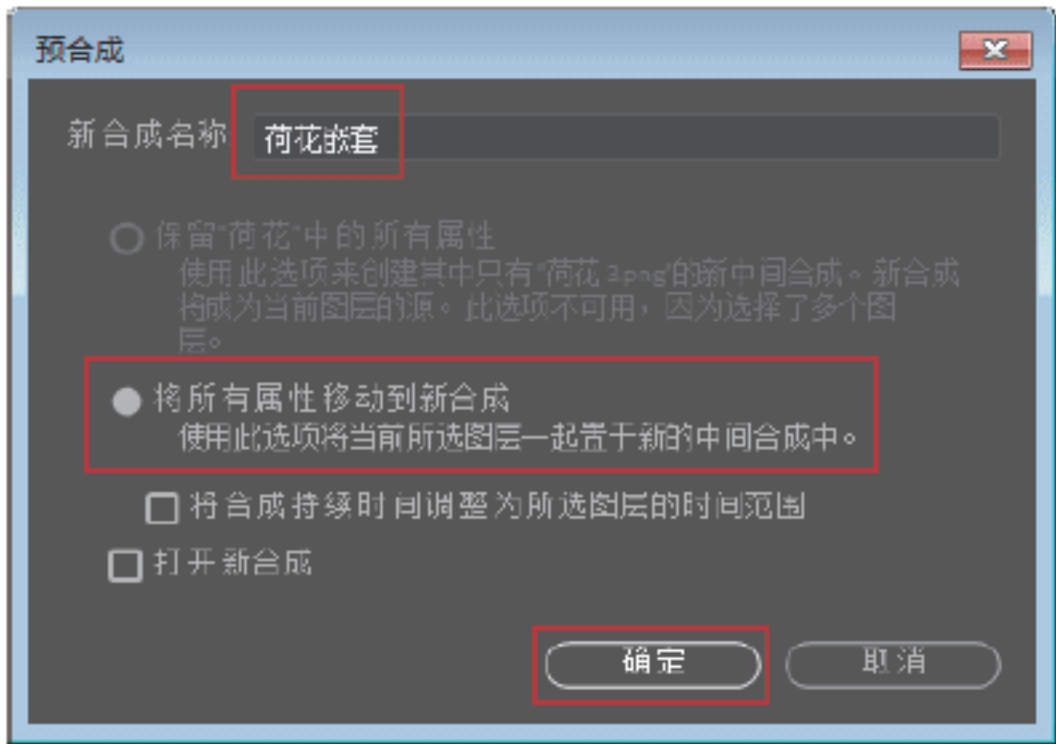 预合成
新合成名称:
荷花嵌套
保留"荷花"中的所有属性
使用此选项来创建其中只有"荷花 3.png"的新中间合成。新合成
将成为当前图层的源。此选项不可用，因为选择了多个图
层。
将所有属性移动到新合成
使用此选项将当前所选图层一起置于新的中间合成中。
将合成持续时间调整为所选图层的时间范围
打开新合成
确定
取消